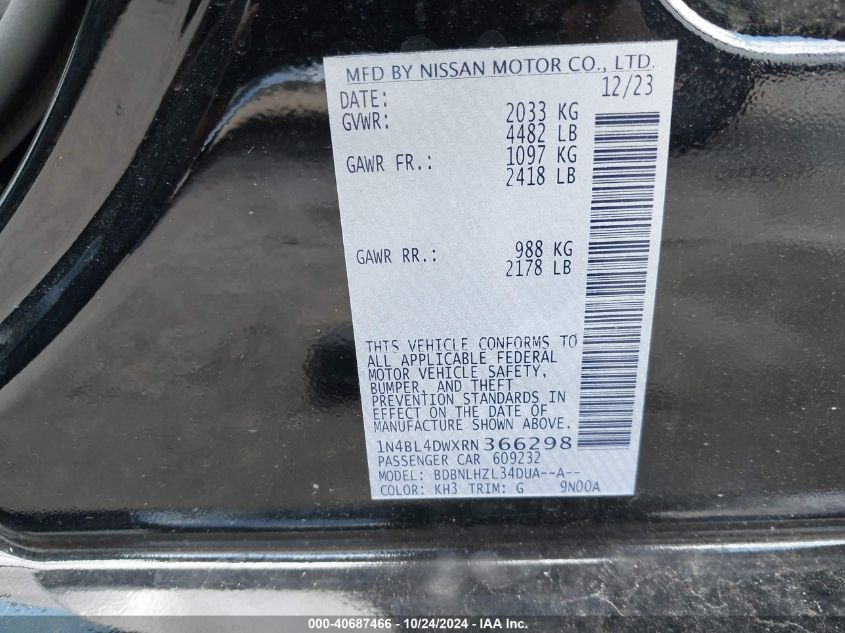 MFD BY NISSAN MOTOR CO., LTD.
DATE: 12/23
GVWR: 2033 KG
4482 LB
GAWR FR.: 1097 KG
2418 LB
GAWR RR.: 988 KG
2178 LB
THIS VEHICLE CONFORMS TO
ALL APPLICABLE FEDERAL
MOTOR VEHICLE SAFETY,
BUMPER, AND THEFT
PREVENTION STANDARDS IN
EFFECT ON THE DATE OF
MANUFACTURE SHOWN ABOVE.
1N4BL4DWXRN366298
PASSENGER CAR 609232
MODEL: BDBNLHZL34DUA--A--
COLOR: KH3 TRIM: G 9N00A
000-40687466 - 10/24/2024 - IAAI Inc.